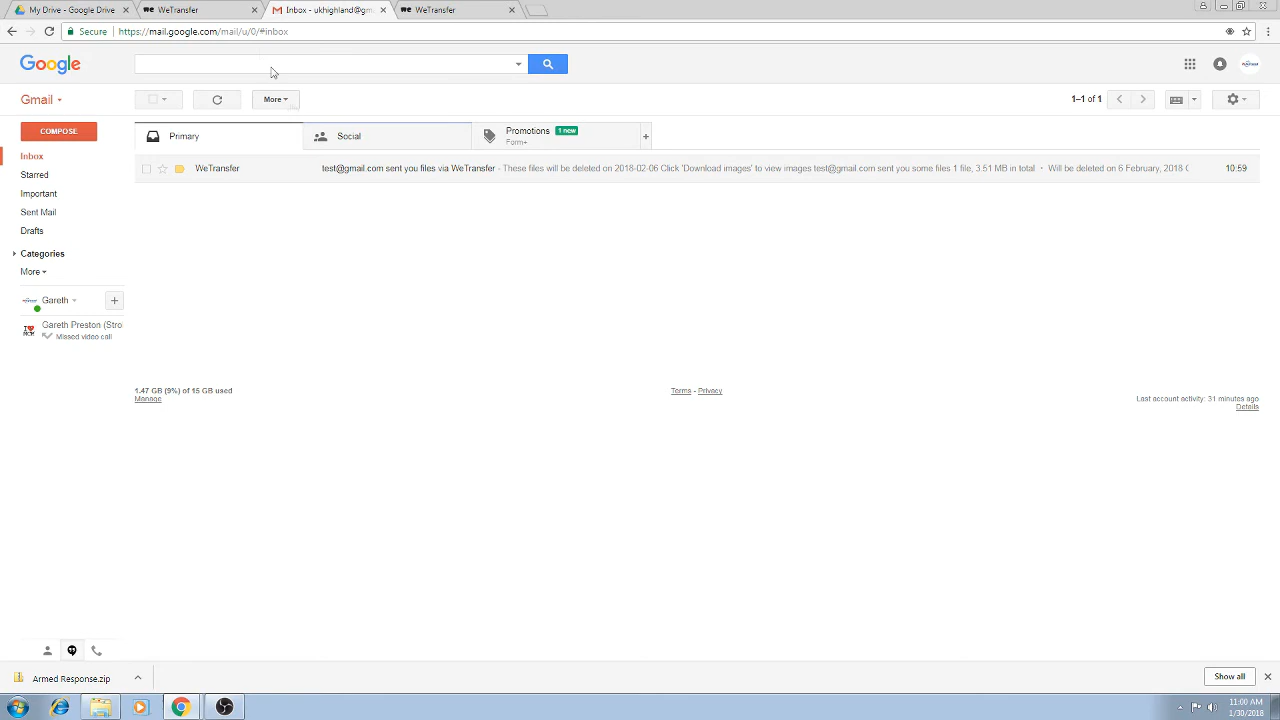 My Drive - Google Drive
WeTransfer
Inbox - ukhighland@gm
WeTransfer
Secure
https://mail.google.com/mail/u/0/#inbox
Google
Gmail
More
1–1 of 1
COMPOSE
Primary
Social
Promotions
1 new
Form+
Inbox
WeTransfer
test@gmail.com sent you files via WeTransfer - These files will be deleted on 2018-02-06 Click 'Download images' to view images test@gmail.com sent you some files 1 file, 3.51 MB in total · Will be deleted on 6 February, 2018 C
10:59
Starred
Important
Sent Mail
Drafts
Categories
More
Gareth
Gareth Preston (Stro
Missed video call
1.47 GB (9%) of 15 GB used
Manage
Terms - Privacy
Last account activity: 31 minutes ago
Details
Armed Response.zip
Show all
11:00 AM
1/30/2018